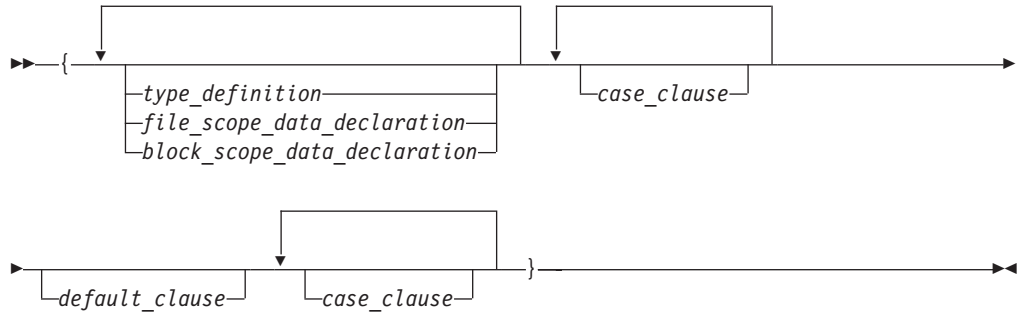 {
type_definition
case_clause
file_scope_data_declaration
block_scope_data_declaration
}
default_clause
case_clause